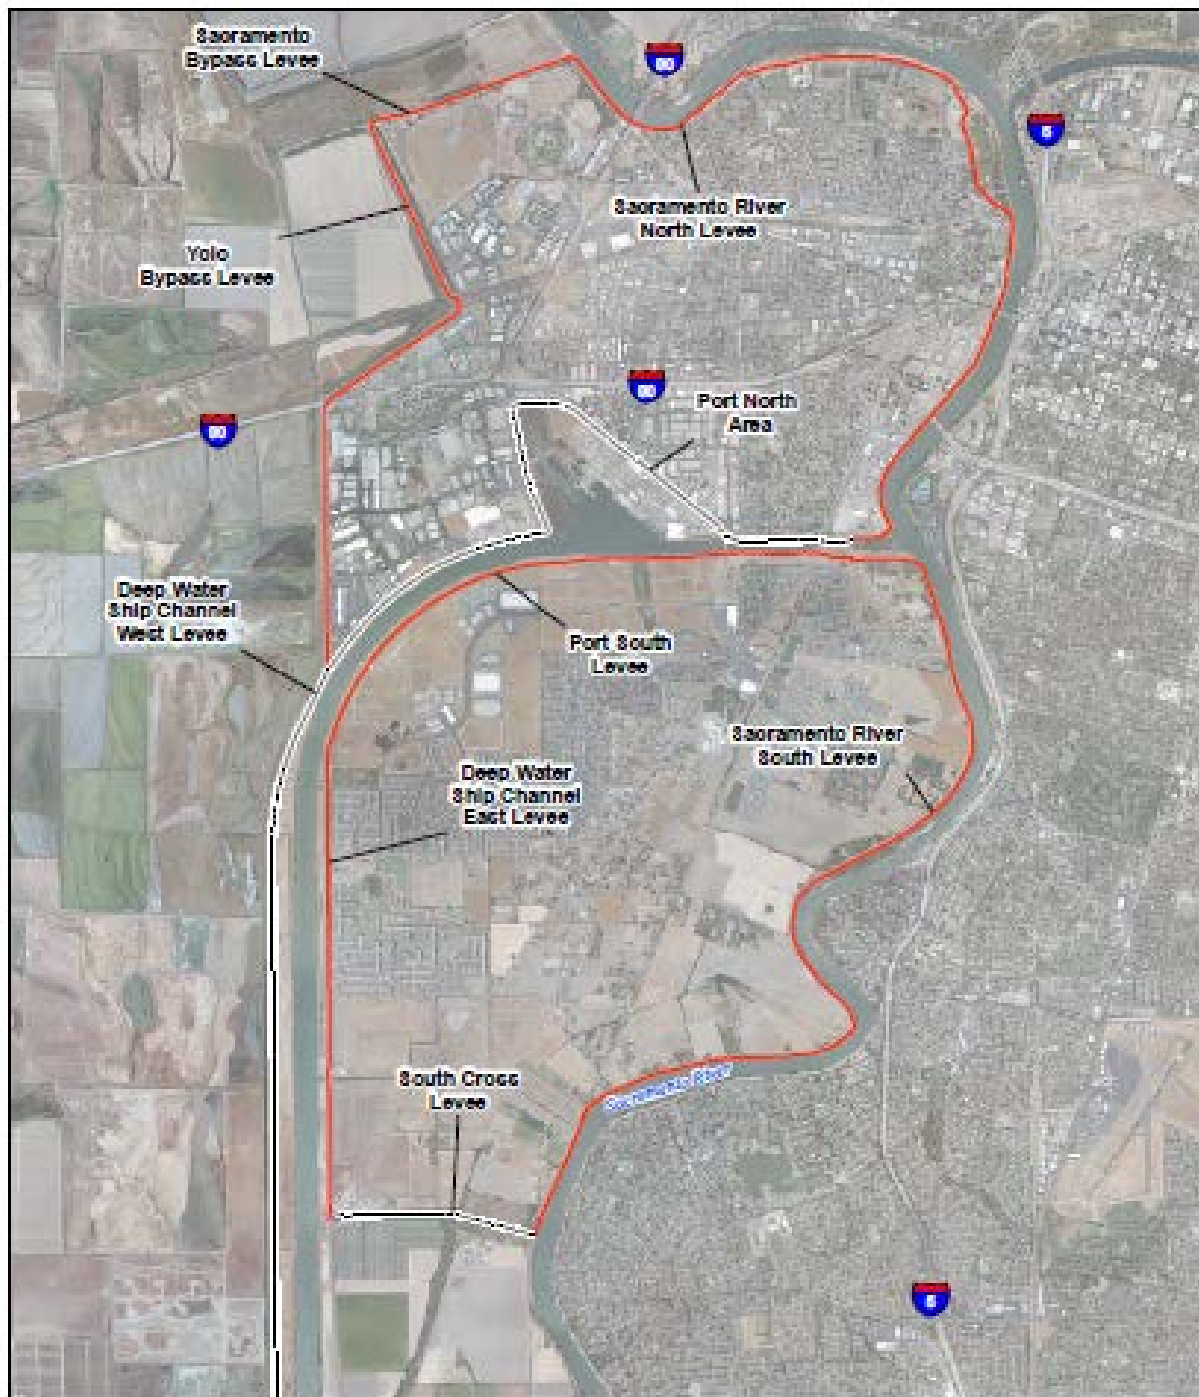 Sacramento
Bypass Levee
80
5
Sacramento River
North Levee
Yolo
Bypass Levee
80
Port North
Area
80
Deep Water
Ship Channel
West Levee
Port South
Levee
Sacramento River
South Levee
Deep Water
Ship Channel
East Levee
South Cross
Levee
Sacramento River
5